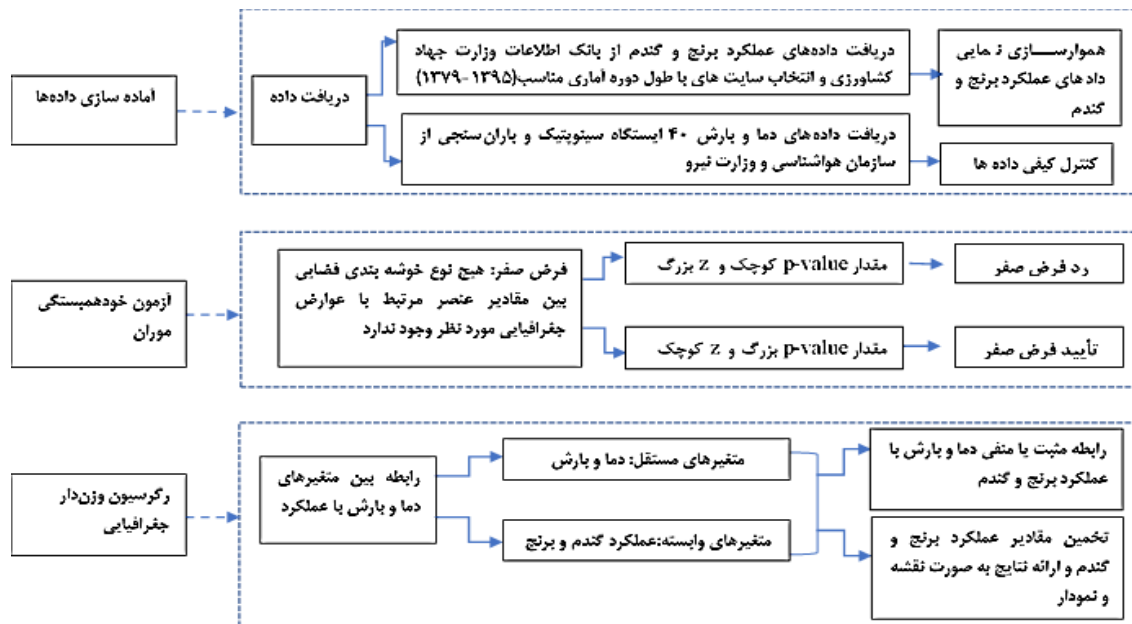 آماده سازی داده‌ها
دریافت داده
دریافت داده‌های عملکرد برنج و گندم از بانک اطلاعات وزارت جهاد
کشاورزی و انتخاب سایت های با طول دوره آماری مناسب(۱۳۹۵-۱۳۷۹)
هموارسازی نمایی
دادهای عملکرد برنج و
گندم
دریافت داده‌های دما و بارش ۴۰ ایستگاه سینوپتیک و باران‌سنجی از
سازمان هواشناسی و وزارت نیرو
کنترل کیفی داده ها
آزمون خودهمبستگی
موران
فرض صفر: هیچ نوع خوشه بندی فضایی
بین مقادیر عنصر مرتبط با عوارض
جغرافیایی مورد نظر وجود ندارد
مقدار p-value کوچک و z بزرگ
رد فرض صفر
مقدار p-value بزرگ و z کوچک
تأیید فرض صفر
رگرسیون وزن‌دار
جغرافیایی
رابطه بین متغیرهای
دما و بارش با عملکرد
متغیرهای مستقل: دما و بارش
متغیرهای وابسته:عملکرد گندم و برنج
رابطه مثبت یا منفی دما و بارش با
عملکرد برنج و گندم
تخمین مقادیر عملکرد برنج و
گندم و ارائه نتایج به صورت نقشه
و نمودار